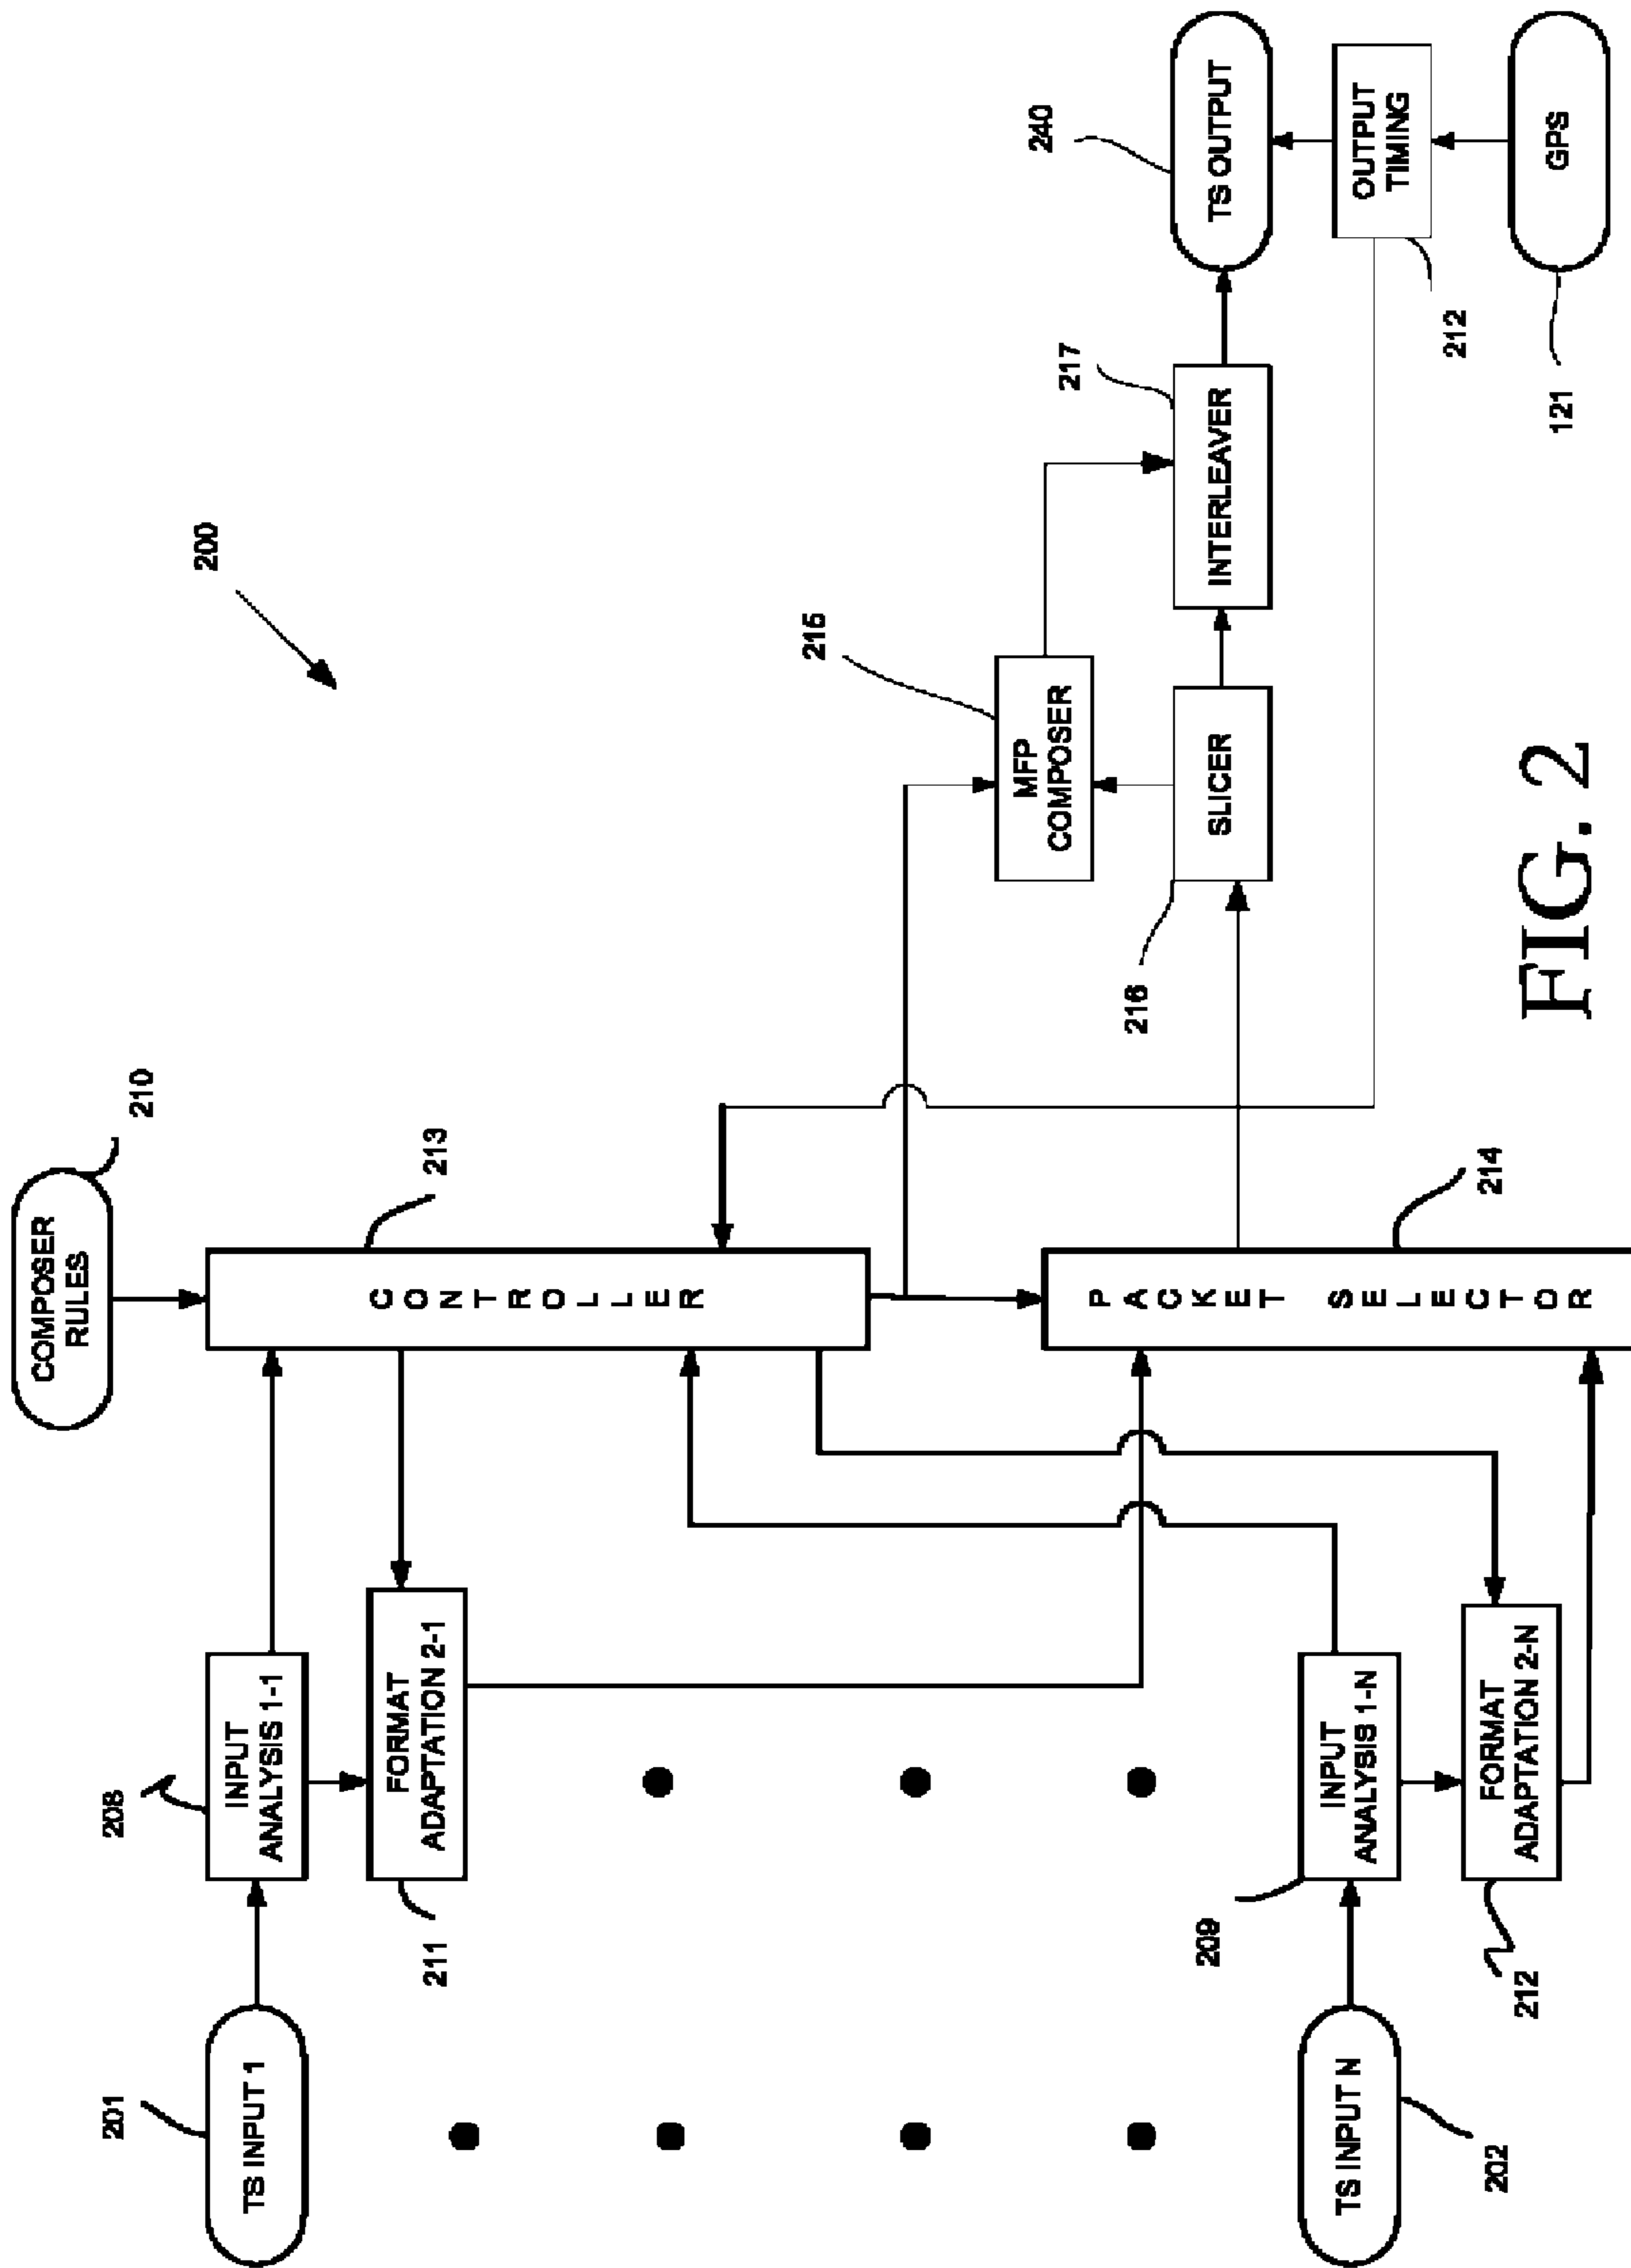 200
COMPOSER
RULES
210
201
TS INPUT 1
208
INPUT
ANALYSIS 1-1
211
FORMAT
ADAPTATION 2-1
CONTROLLER
213
202
TS INPUT N
209
INPUT
ANALYSIS 1-N
212
FORMAT
ADAPTATION 2-N
PACKET SELECTOR
214
215
MFP
COMPOSER
216
SLICER
217
INTERLEAVER
240
TS OUTPUT
OUTPUT
TIMING
212
GPS
121
FIG. 2